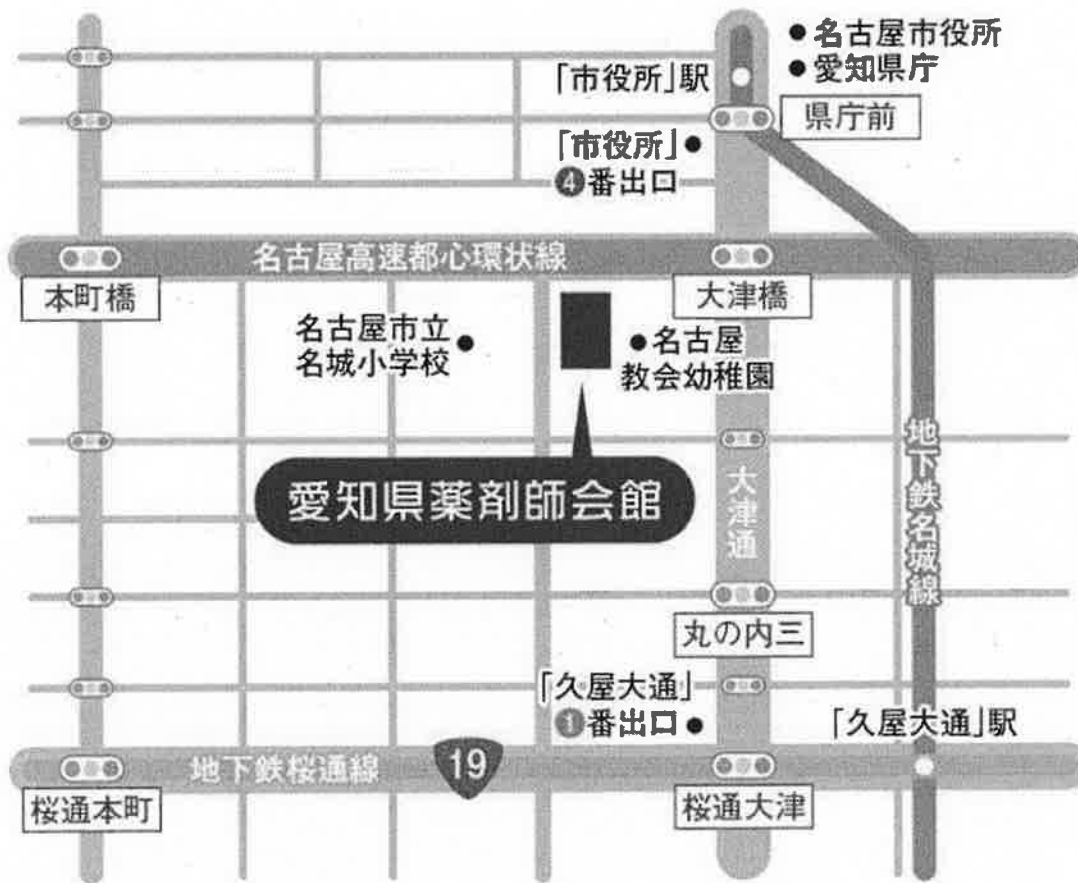 名古屋市役所
愛知県庁
「市役所」駅
県庁前
「市役所」
4番出口
名古屋高速都心環状線
本町橋
大津橋
名古屋市立
名城小学校
名古屋
教会幼稚園
愛知県薬剤師会館
大津通
地下鉄名城線
丸の内三
「久屋大通」
1番出口
「久屋大通」駅
地下鉄桜通線
19
桜通本町
桜通大津